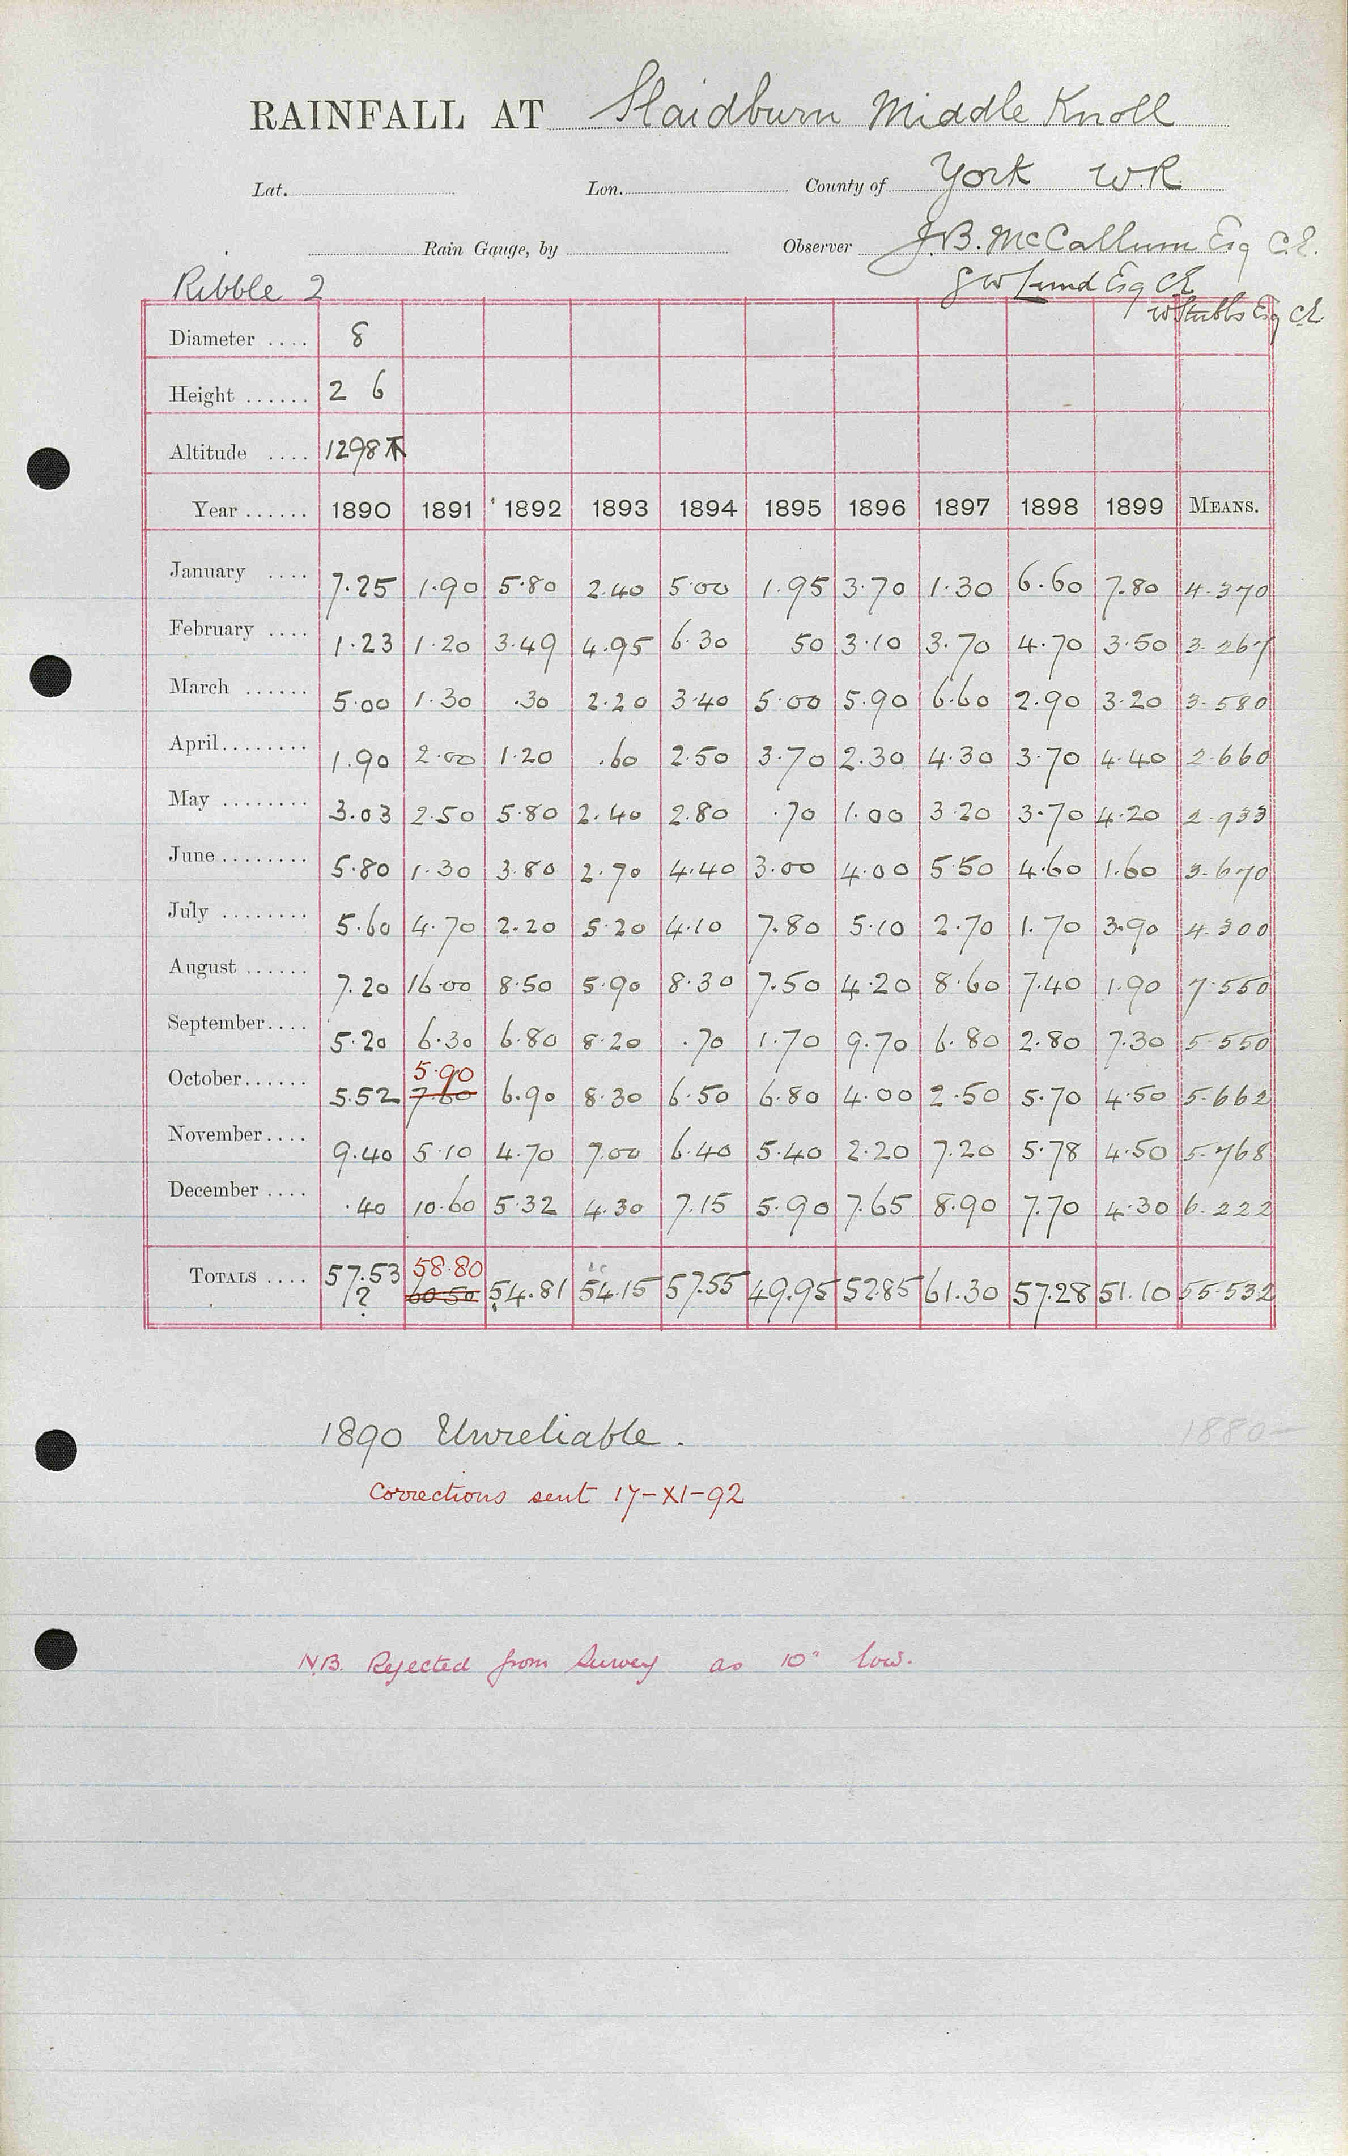 RAINFALL AT Slaidburn Middle Knoll
Lat. Lon. County of York W.R.
Rain Gauge, by Observer J.B. McCallum Esq C.E.
Ribble 2 Lund Esq CE
W Stubbs Esq CE
Diameter .... 8
Height ...... 2 6
Altitude .... 1298 T
Year ...... 1890 1891 1892 1893 1894 1895 1896 1897 1898 1899 MEANS.
January .... 7.25 1.90 5.80 2.40 5.00 1.95 3.70 1.30 6.60 7.80 4.370
February .... 1.23 1.20 3.49 4.95 6.30 50 3.10 3.70 4.70 3.50 3.267
March ...... 5.00 1.30 .30 2.20 3.40 5.00 5.90 6.60 2.90 3.20 3.580
April........ 1.90 2.00 1.20 .60 2.50 3.70 2.30 4.30 3.70 4.40 2.660
May ........ 3.03 2.50 5.80 2.40 2.80 .70 1.00 3.20 3.70 4.20 2.933
June ........ 5.80 1.30 3.80 2.70 4.40 3.00 4.00 5.50 4.60 1.60 3.670
July ........ 5.60 4.70 2.20 5.20 4.10 7.80 5.10 2.70 1.70 3.90 4.300
August ...... 7.20 16.00 8.50 5.90 8.30 7.50 4.20 8.60 7.40 1.90 7.550
September.... 5.20 6.30 6.80 8.20 .70 1.70 9.70 6.80 2.80 7.30 5.550
5.90
October...... 5.52 7.60 6.90 8.30 6.50 6.80 4.00 2.50 5.70 4.50 5.662
November.... 9.40 5.10 4.70 7.00 6.40 5.40 2.20 7.20 5.78 4.50 5.768
December .... .40 10.60 5.32 4.30 7.15 5.90 7.65 8.90 7.70 4.30 6.222
58.80
TOTALS .... 57.53 60.50 54.81 54.15 57.55 49.95 52.85 61.30 57.28 51.10 55.532
?
1890 Unreliable.
1880-
Corrections sent 17-XI-92
N.B. Rejected from Survey as 10" low.